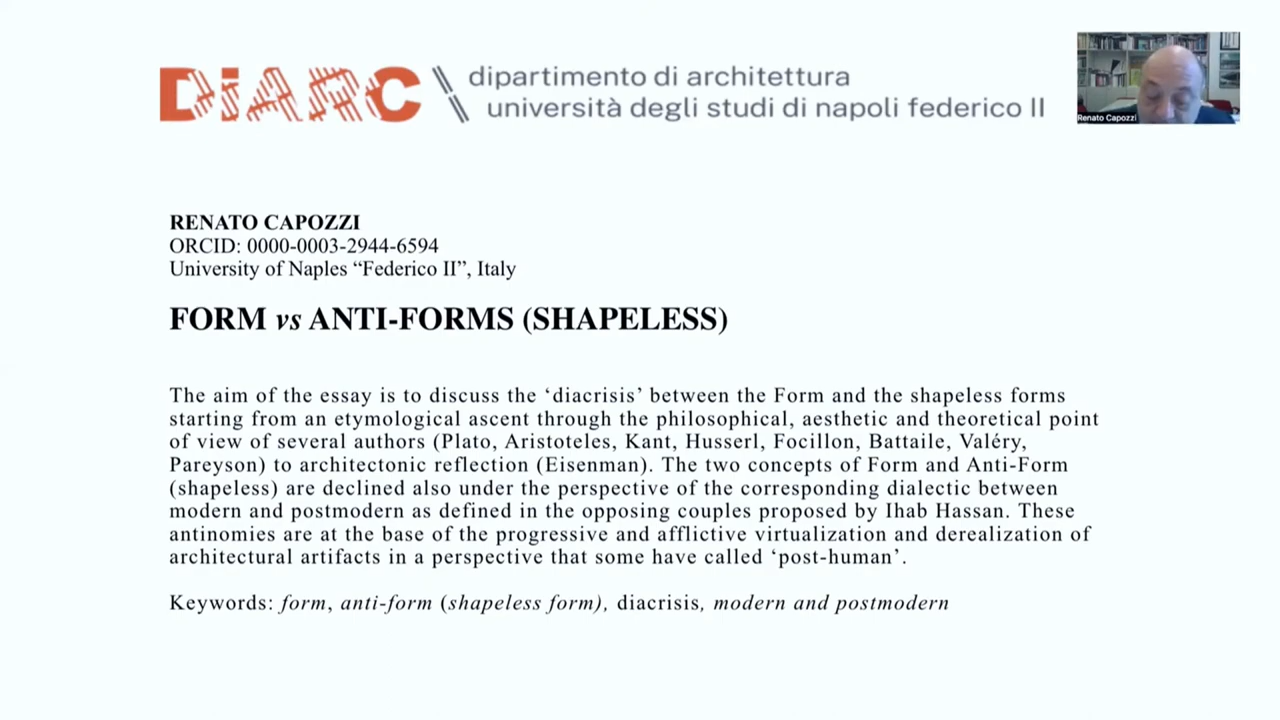 DiARC \\ dipartimento di architettura
università degli studi di napoli federico II
Renato Capozzi
RENATO CAPOZZI
ORCID: 0000-0003-2944-6594
University of Naples “Federico II”, Italy
FORM vs ANTI-FORMS (SHAPELESS)
The aim of the essay is to discuss the ‘diacrisis’ between the Form and the shapeless forms
starting from an etymological ascent through the philosophical, aesthetic and theoretical point
of view of several authors (Plato, Aristoteles, Kant, Husserl, Focillon, Battaile, Valéry,
Pareyson) to architectonic reflection (Eisenman). The two concepts of Form and Anti-Form
(shapeless) are declined also under the perspective of the corresponding dialectic between
modern and postmodern as defined in the opposing couples proposed by Ihab Hassan. These
antinomies are at the base of the progressive and afflictive virtualization and derealization of
architectural artifacts in a perspective that some have called ‘post-human’.
Keywords: form, anti-form (shapeless form), diacrisis, modern and postmodern